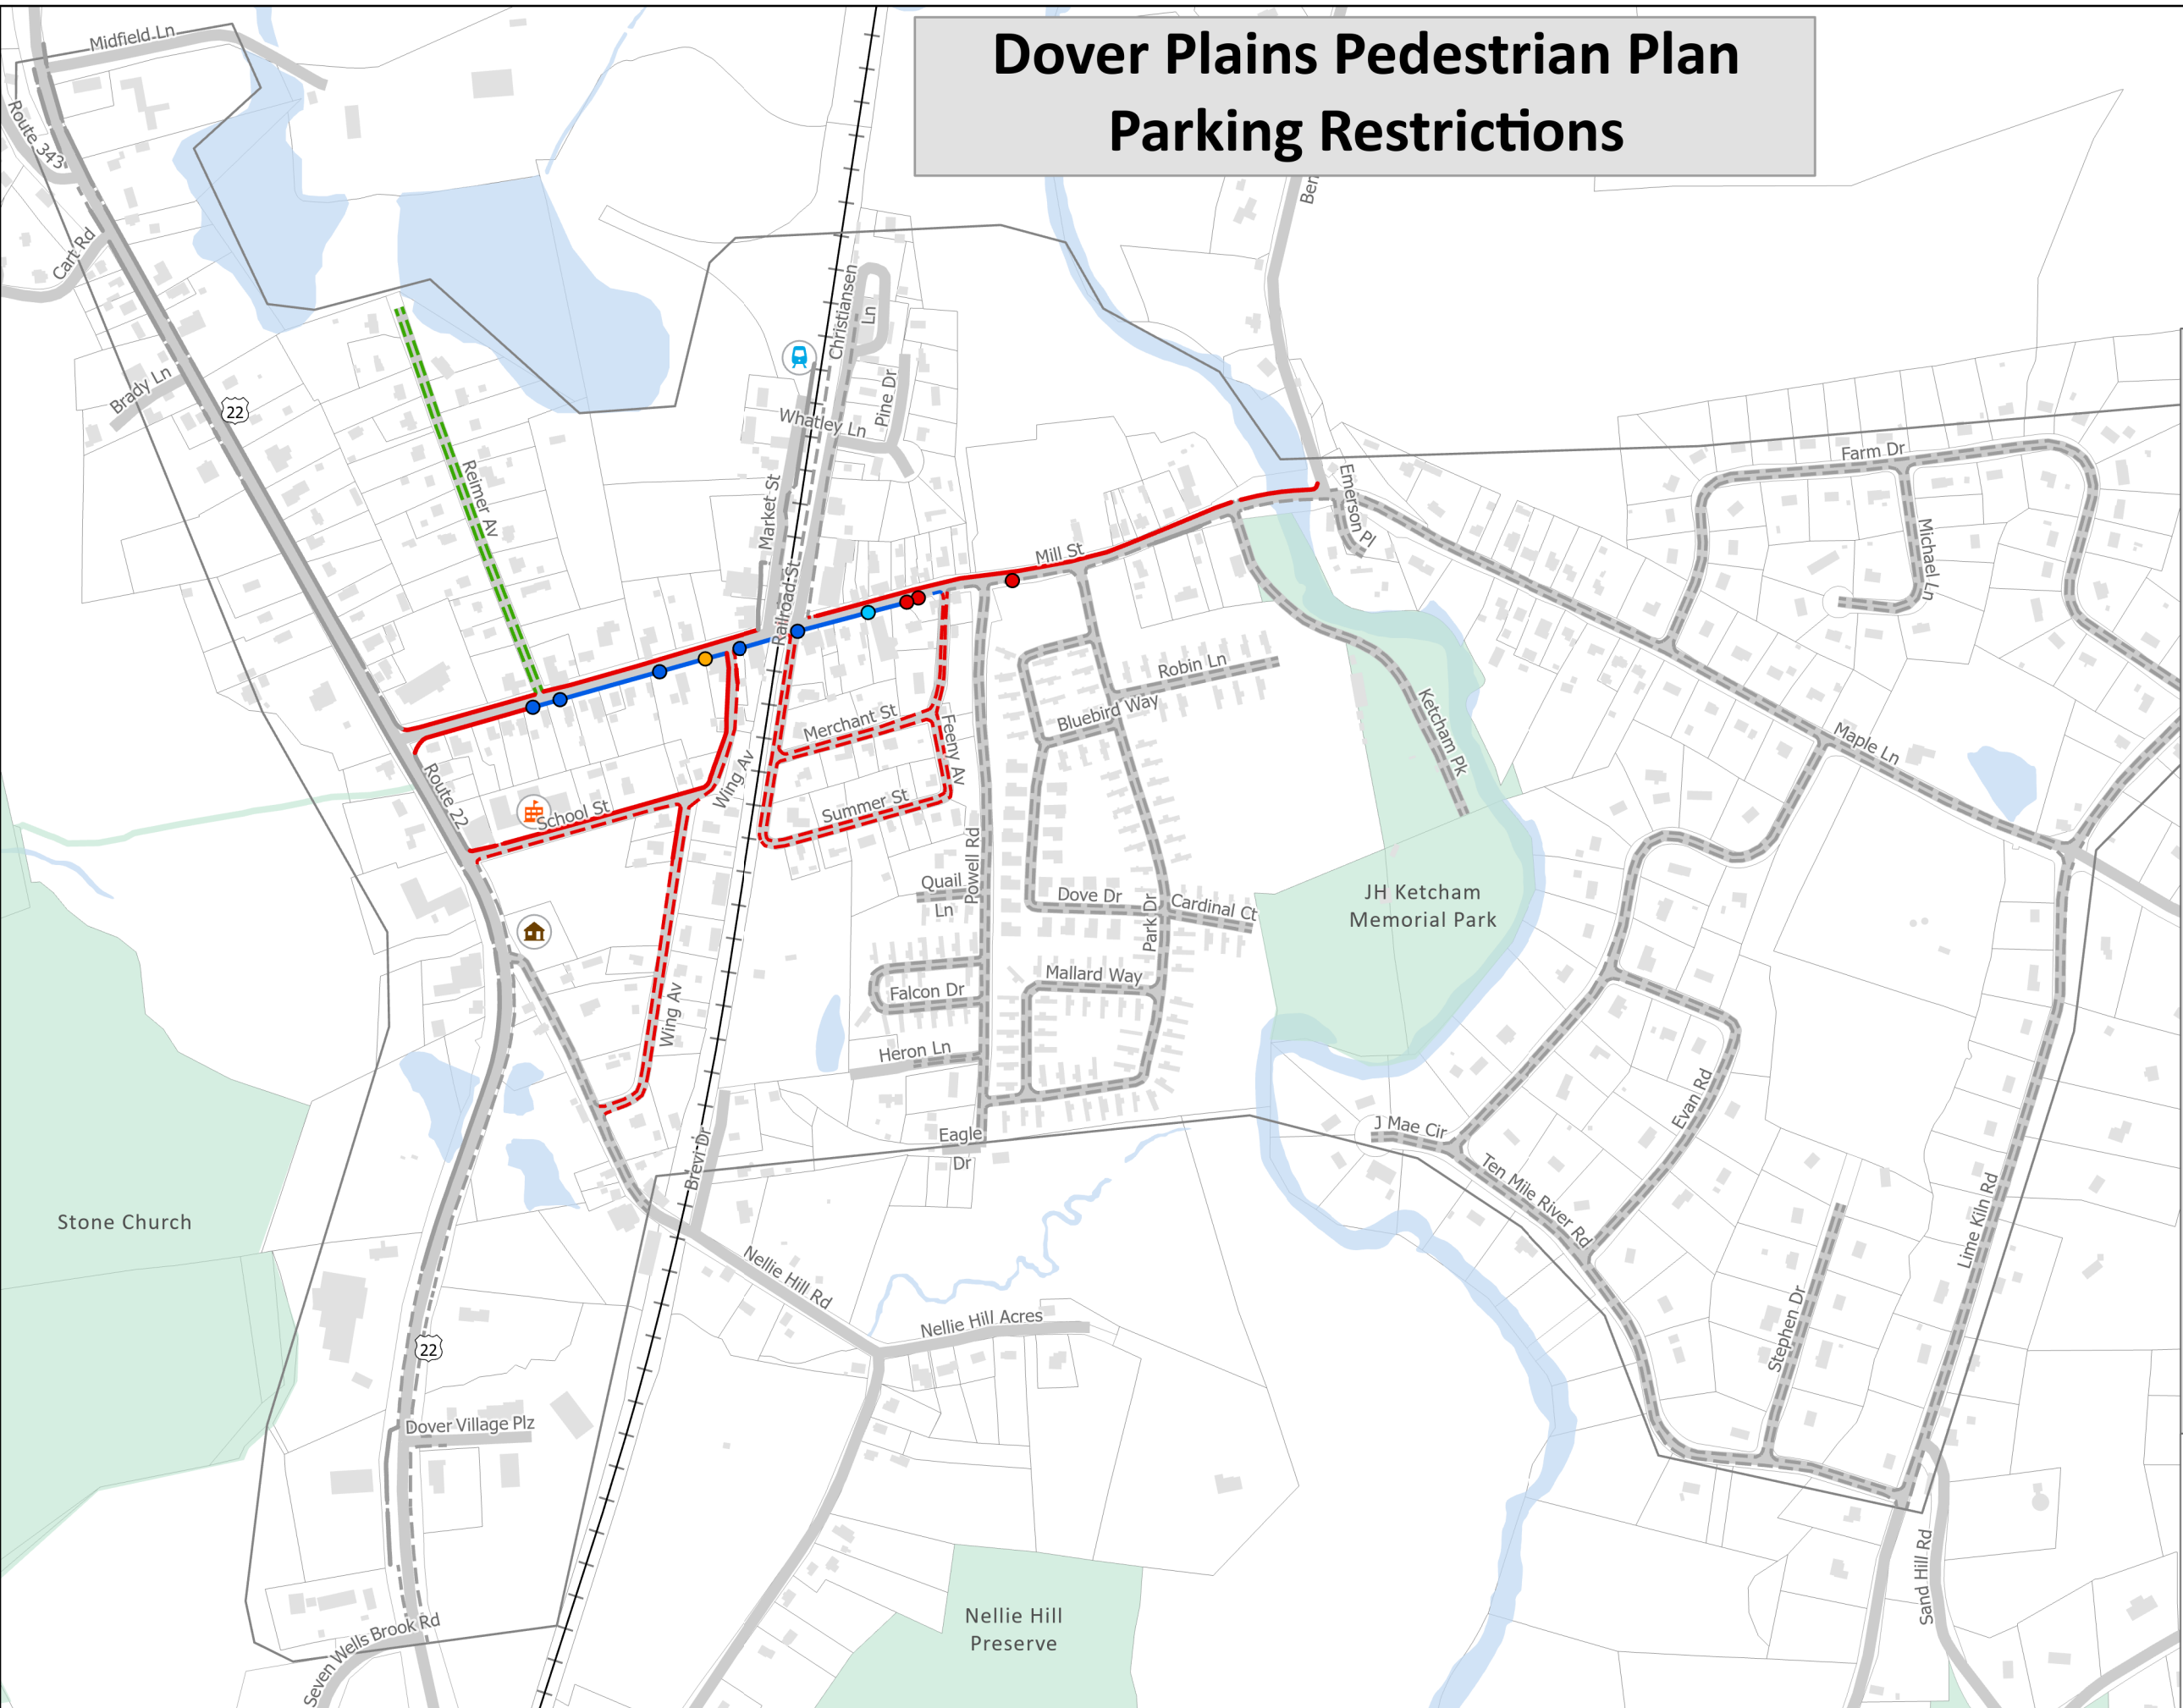 Dover Plains Pedestrian Plan
Parking Restrictions
Midfield Ln
Route 343
Cart Rd
Brady Ln
22
Reimer Av
Christiansen
Ln
Pine Dr
Whatley Ln
Market St
Railroad St
Mill St
Emerson Pl
Farm Dr
Michael Ln
Robin Ln
Bluebird Way
Ketcham Pk
Maple Ln
Merchant St
Feeny Av
Summer St
Wing Av
School St
Route 22
Powell Rd
Quail
Ln
Dove Dr
Cardinal Ct
Park Dr
JH Ketcham
Memorial Park
Mallard Way
Falcon Dr
Wing Av
Heron Ln
Eagle
Dr
Brevi Dr
J Mae Cir
Evan Rd
Ten Mile River Rd
Stone Church
Lime Kiln Rd
Stephen Dr
Nellie Hill Rd
Nellie Hill Acres
22
Dover Village Plz
Sand Hill Rd
Nellie Hill
Preserve
Seven Wells Brook Rd